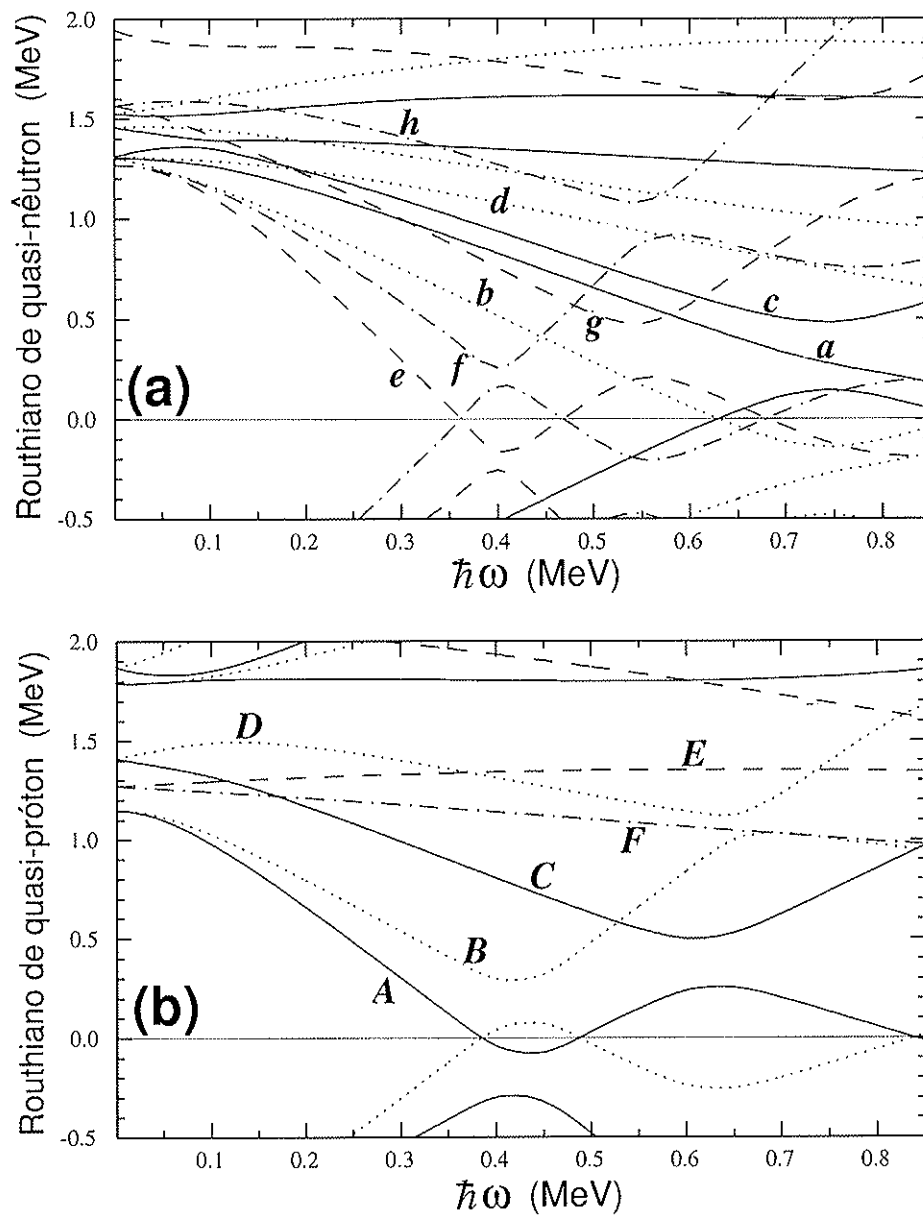 Routhiano de quasi-nêutron (MeV)
2.0
1.5
1.0
0.5
0.0
-0.5
h
d
b
c
g
a
e
f
(a)
0.1 0.2 0.3 0.4 0.5 0.6 0.7 0.8
ħω (MeV)
Routhiano de quasi-próton (MeV)
2.0
1.5
1.0
0.5
0.0
-0.5
D
E
F
C
B
A
(b)
0.1 0.2 0.3 0.4 0.5 0.6 0.7 0.8
ħω (MeV)